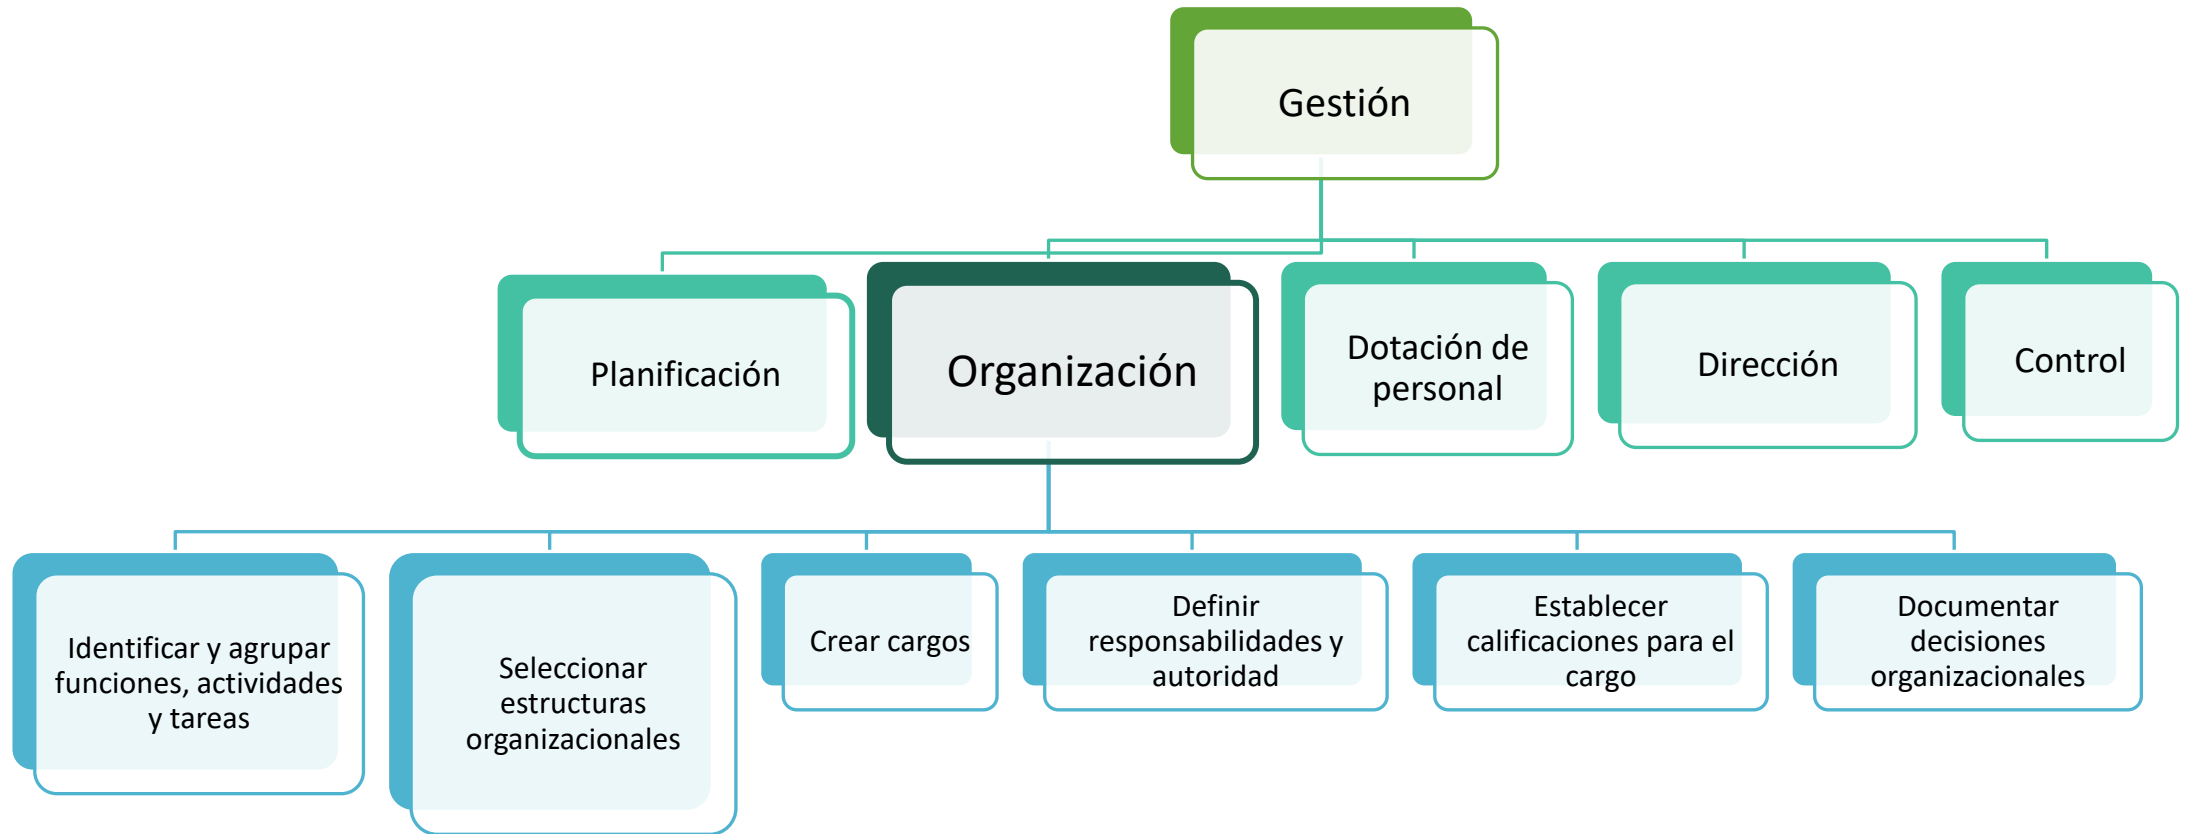 Gestión
Planificación
Organización
Dotación de
personal
Dirección
Control
Identificar y agrupar
funciones, actividades
y tareas
Seleccionar
estructuras
organizacionales
Crear cargos
Definir
responsabilidades y
autoridad
Establecer
calificaciones para el
cargo
Documentar
decisiones
organizacionales